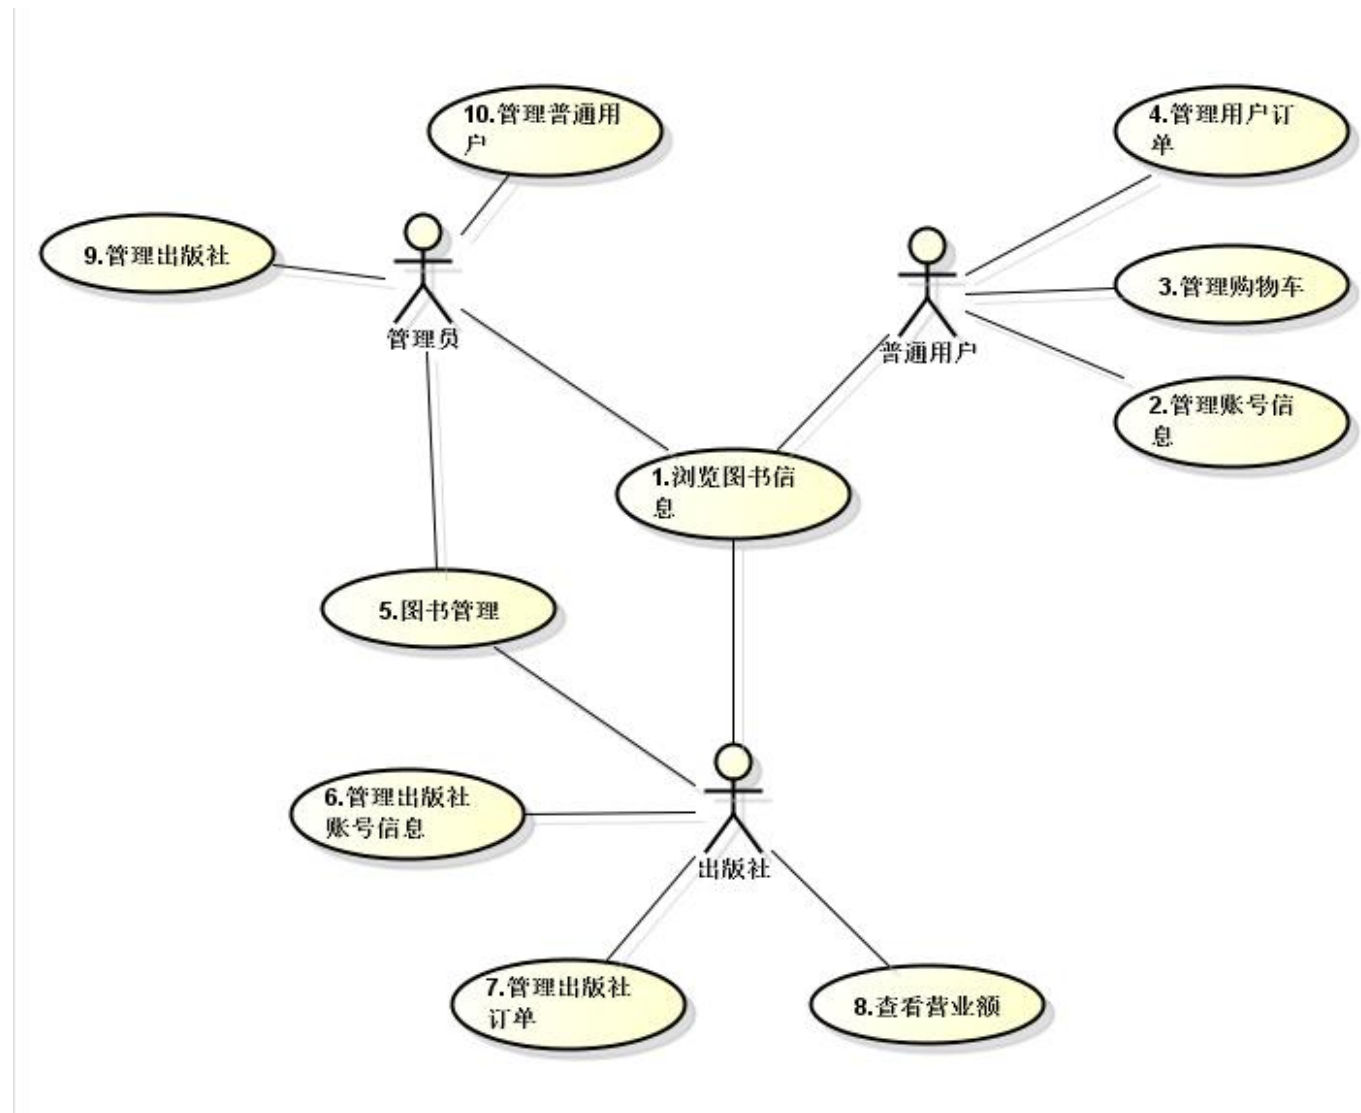 10.管理普通用
户
4.管理用户订
单
9.管理出版社
管理员
3.管理购物车
普通用户
2.管理账号信
息
1.浏览图书信
息
5.图书管理
6.管理出版社
账号信息
出版社
7.管理出版社
订单
8.查看营业额